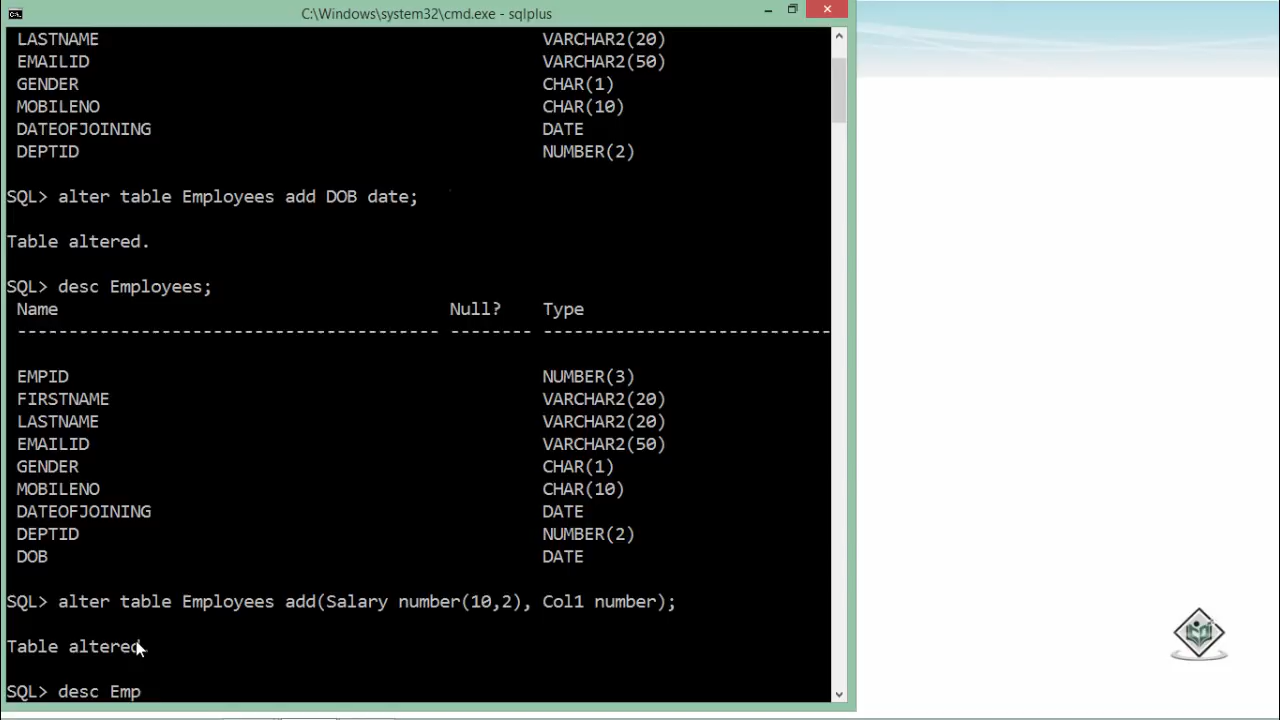 C:\Windows\system32\cmd.exe - sqlplus
LASTNAME VARCHAR2(20)
EMAILID VARCHAR2(50)
GENDER CHAR(1)
MOBILENO CHAR(10)
DATEOFJOINING DATE
DEPTID NUMBER(2)
SQL> alter table Employees add DOB date;
Table altered.
SQL> desc Employees;
Name Null? Type
----------------------------------------- -------- ----------------------------
EMPID NUMBER(3)
FIRSTNAME VARCHAR2(20)
LASTNAME VARCHAR2(20)
EMAILID VARCHAR2(50)
GENDER CHAR(1)
MOBILENO CHAR(10)
DATEOFJOINING DATE
DEPTID NUMBER(2)
DOB DATE
SQL> alter table Employees add(Salary number(10,2), Col1 number);
Table altered.
SQL> desc Emp